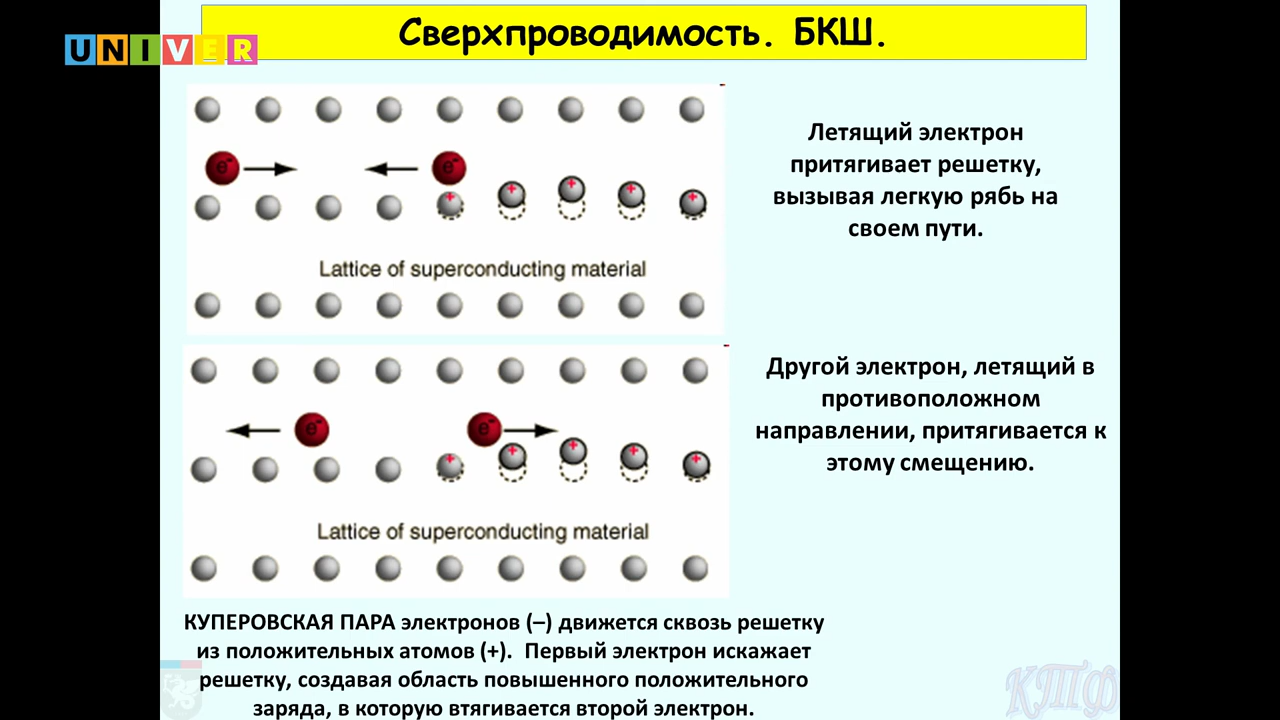 Сверхпроводимость. БКШ.
UNIVER
Летящий электрон
притягивает решетку,
вызывая легкую рябь на
своем пути.
e-
e-
+ + + + +
Lattice of superconducting material
Другой электрон, летящий в
противоположном
направлении, притягивается к
этому смещению.
e-
e-
+ + + + +
Lattice of superconducting material
КУПЕРОВСКАЯ ПАРА электронов (–) движется сквозь решетку
из положительных атомов (+). Первый электрон искажает
решетку, создавая область повышенного положительного
заряда, в которую втягивается второй электрон.
КТФ